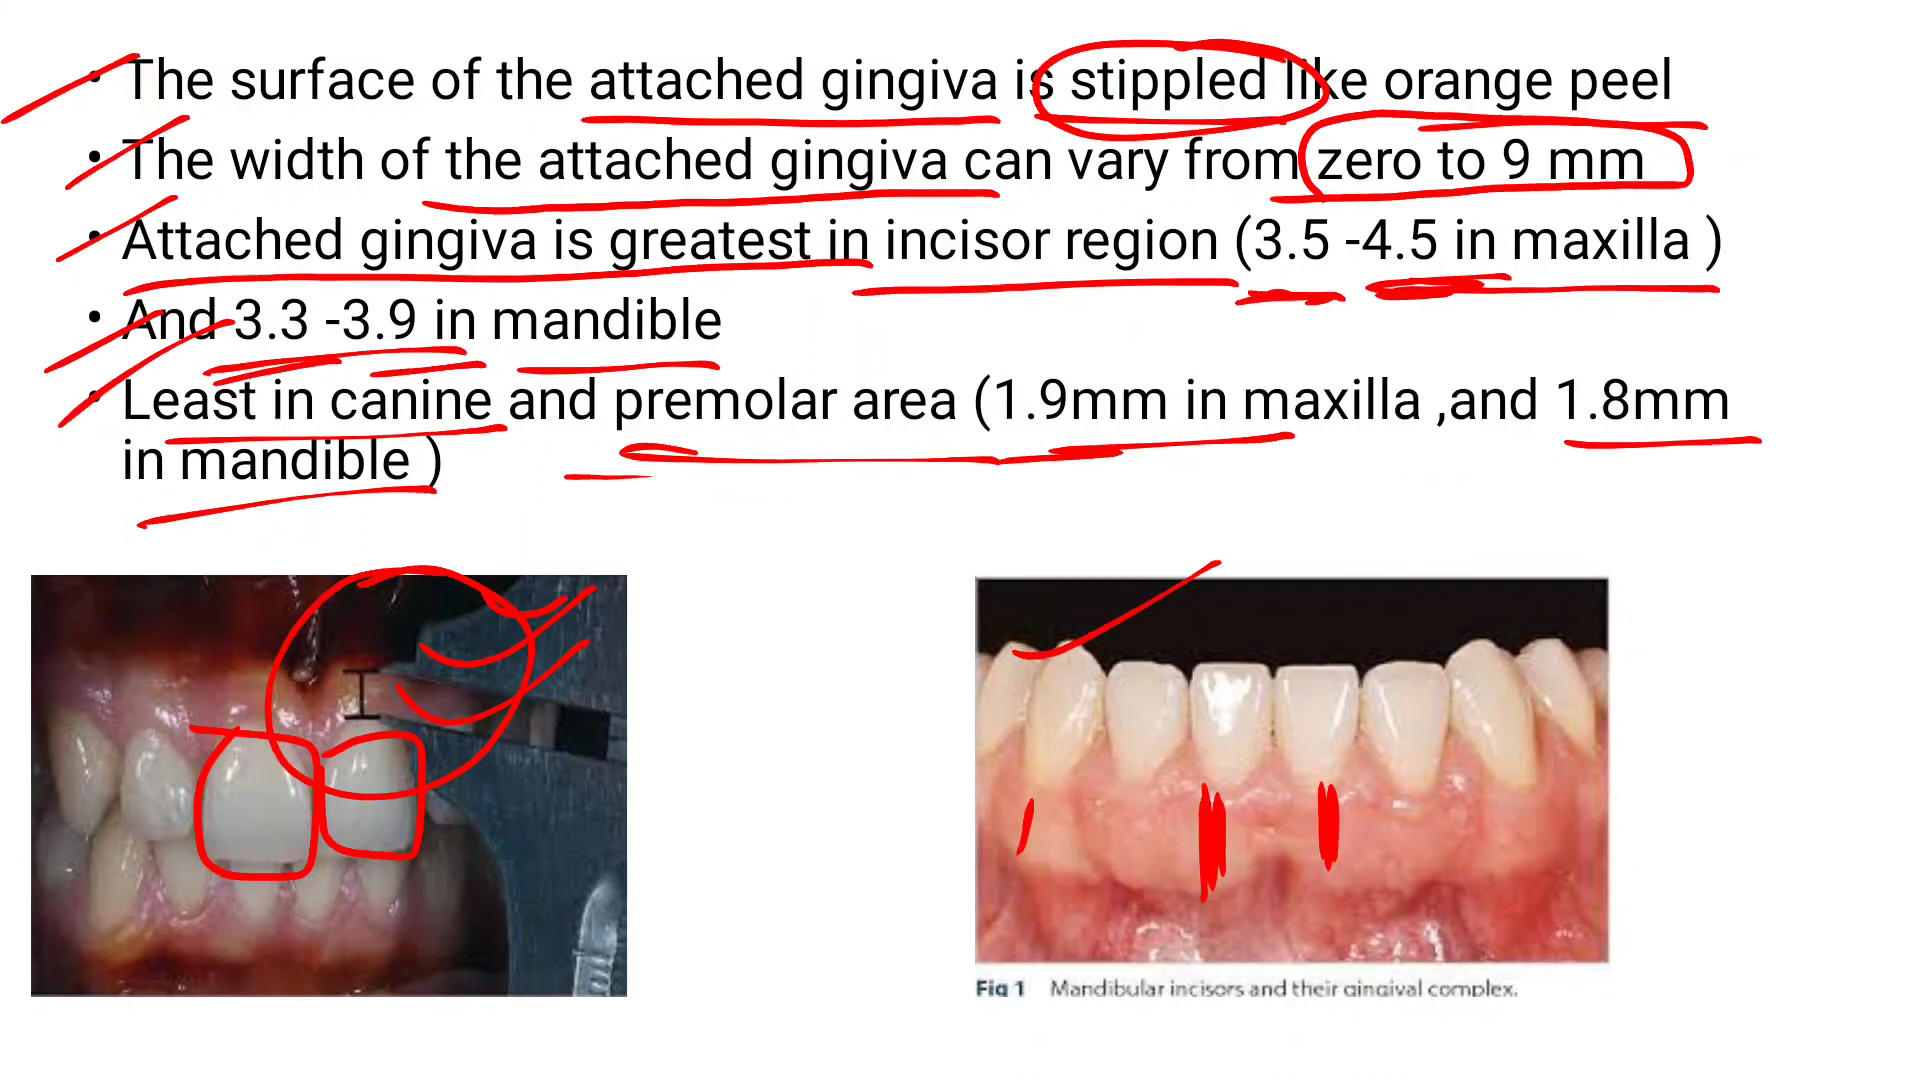 • The surface of the attached gingiva is stippled like orange peel
• The width of the attached gingiva can vary from zero to 9 mm
• Attached gingiva is greatest in incisor region (3.5 -4.5 in maxilla )
• And 3.3 -3.9 in mandible
• Least in canine and premolar area (1.9mm in maxilla ,and 1.8mm
in mandible )
Fig 1 Mandibular incisors and their gingival complex.